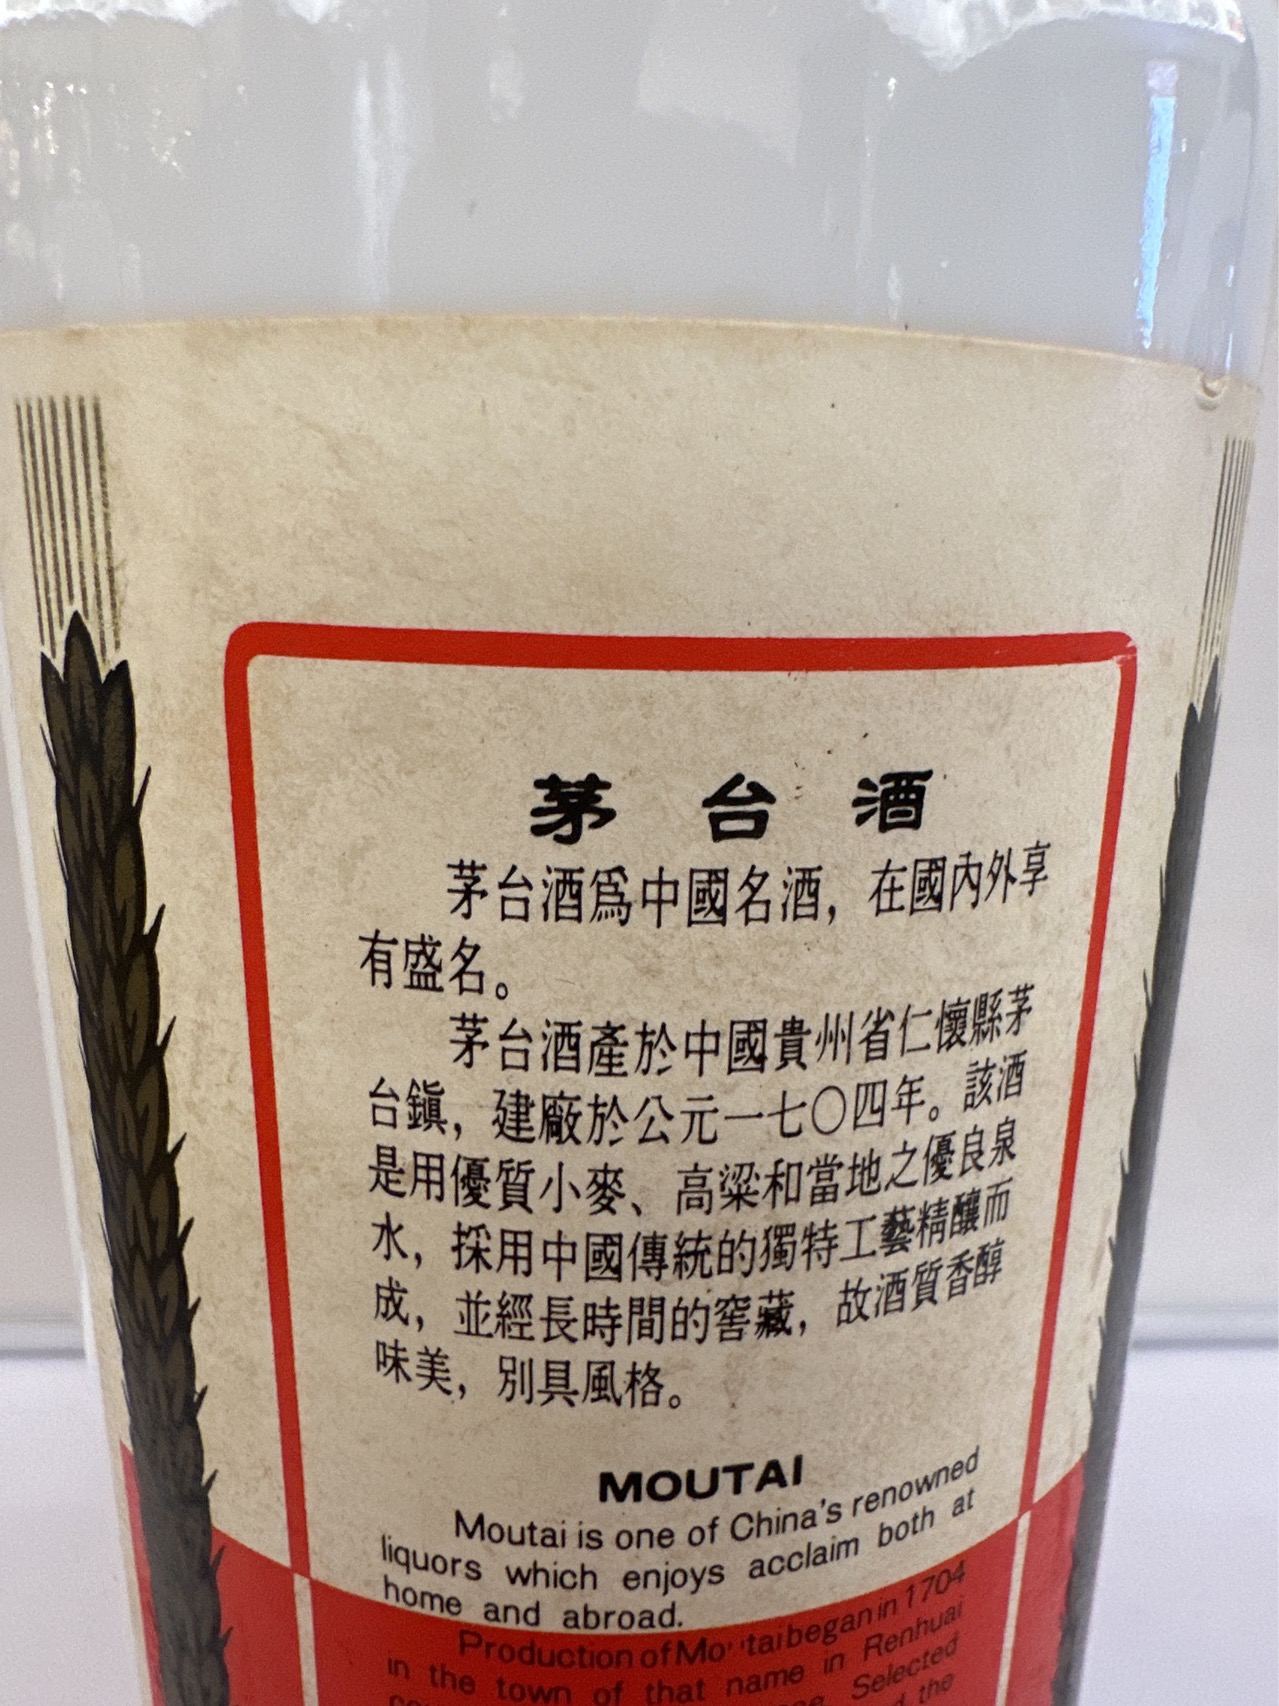 茅台酒
茅台酒爲中國名酒，在國內外享
有盛名。
茅台酒產於中國貴州省仁懷縣茅
台鎭，建廠於公元一七〇四年。該酒
是用優質小麥、高粱和當地之優良泉
水，採用中國傳統的獨特工藝精釀而
成，並經長時間的窖藏，故酒質香醇
味美，別具風格。
MOUTAI
Moutai is one of China's renowned
liquors which enjoys acclaim both at
home and abroad.
Production of Moutai began in 1704
in the town of that name in Renhuai
Selected
the